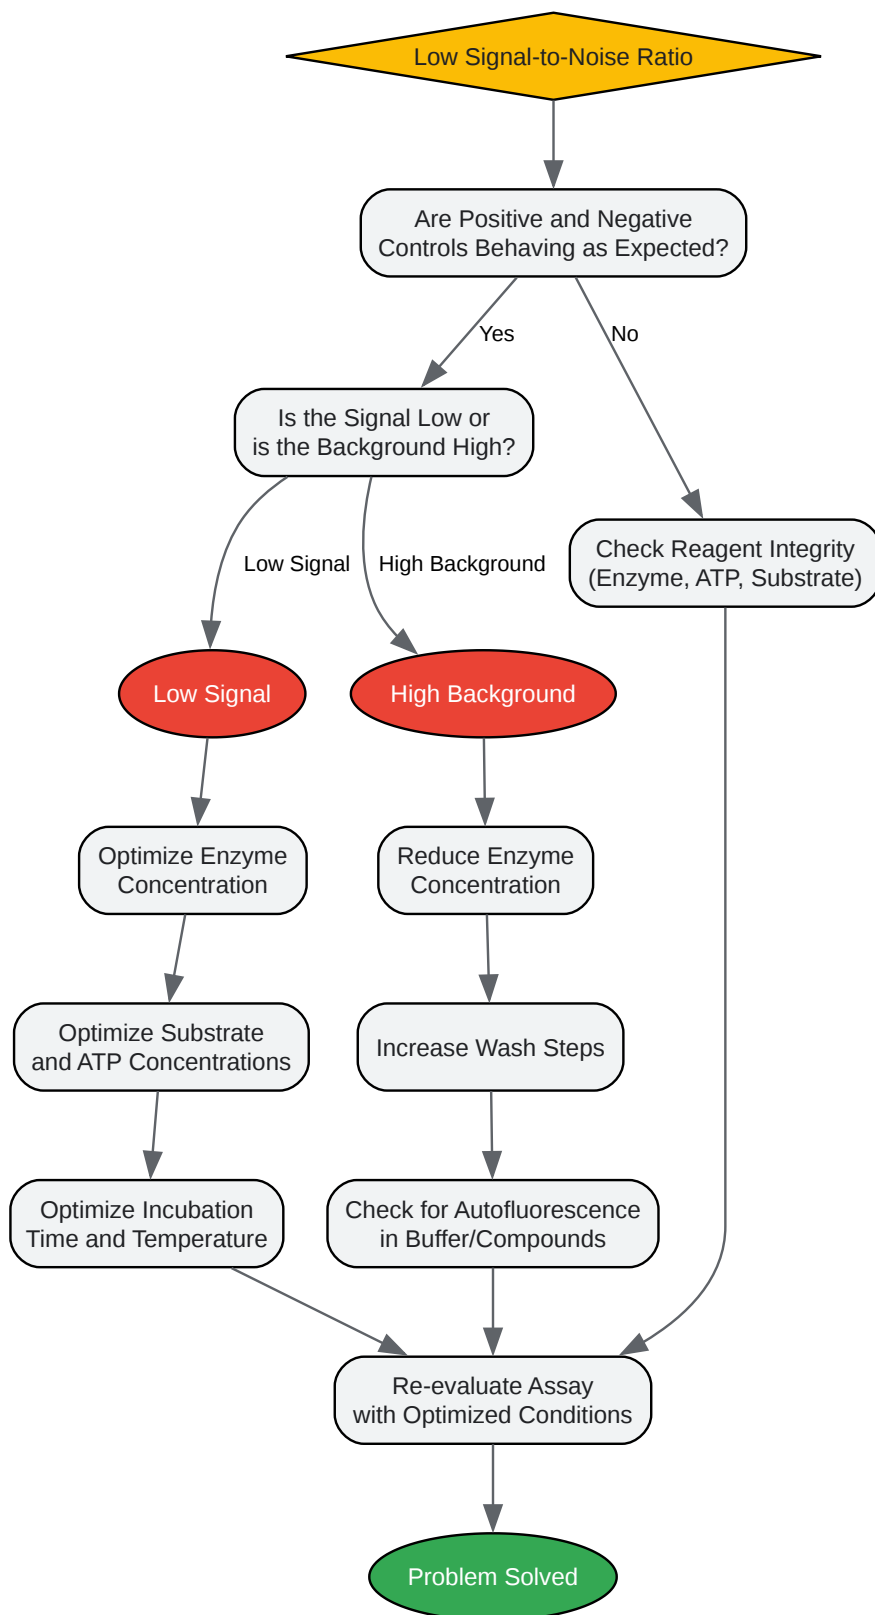 Low Signal-to-Noise Ratio
Are Positive and Negative
Controls Behaving as Expected?
Yes
No
Is the Signal Low or
is the Background High?
Check Reagent Integrity
(Enzyme, ATP, Substrate)
Low Signal
High Background
Low Signal
High Background
Optimize Enzyme
Concentration
Reduce Enzyme
Concentration
Optimize Substrate
and ATP Concentrations
Increase Wash Steps
Optimize Incubation
Time and Temperature
Check for Autofluorescence
in Buffer/Compounds
Re-evaluate Assay
with Optimized Conditions
Problem Solved